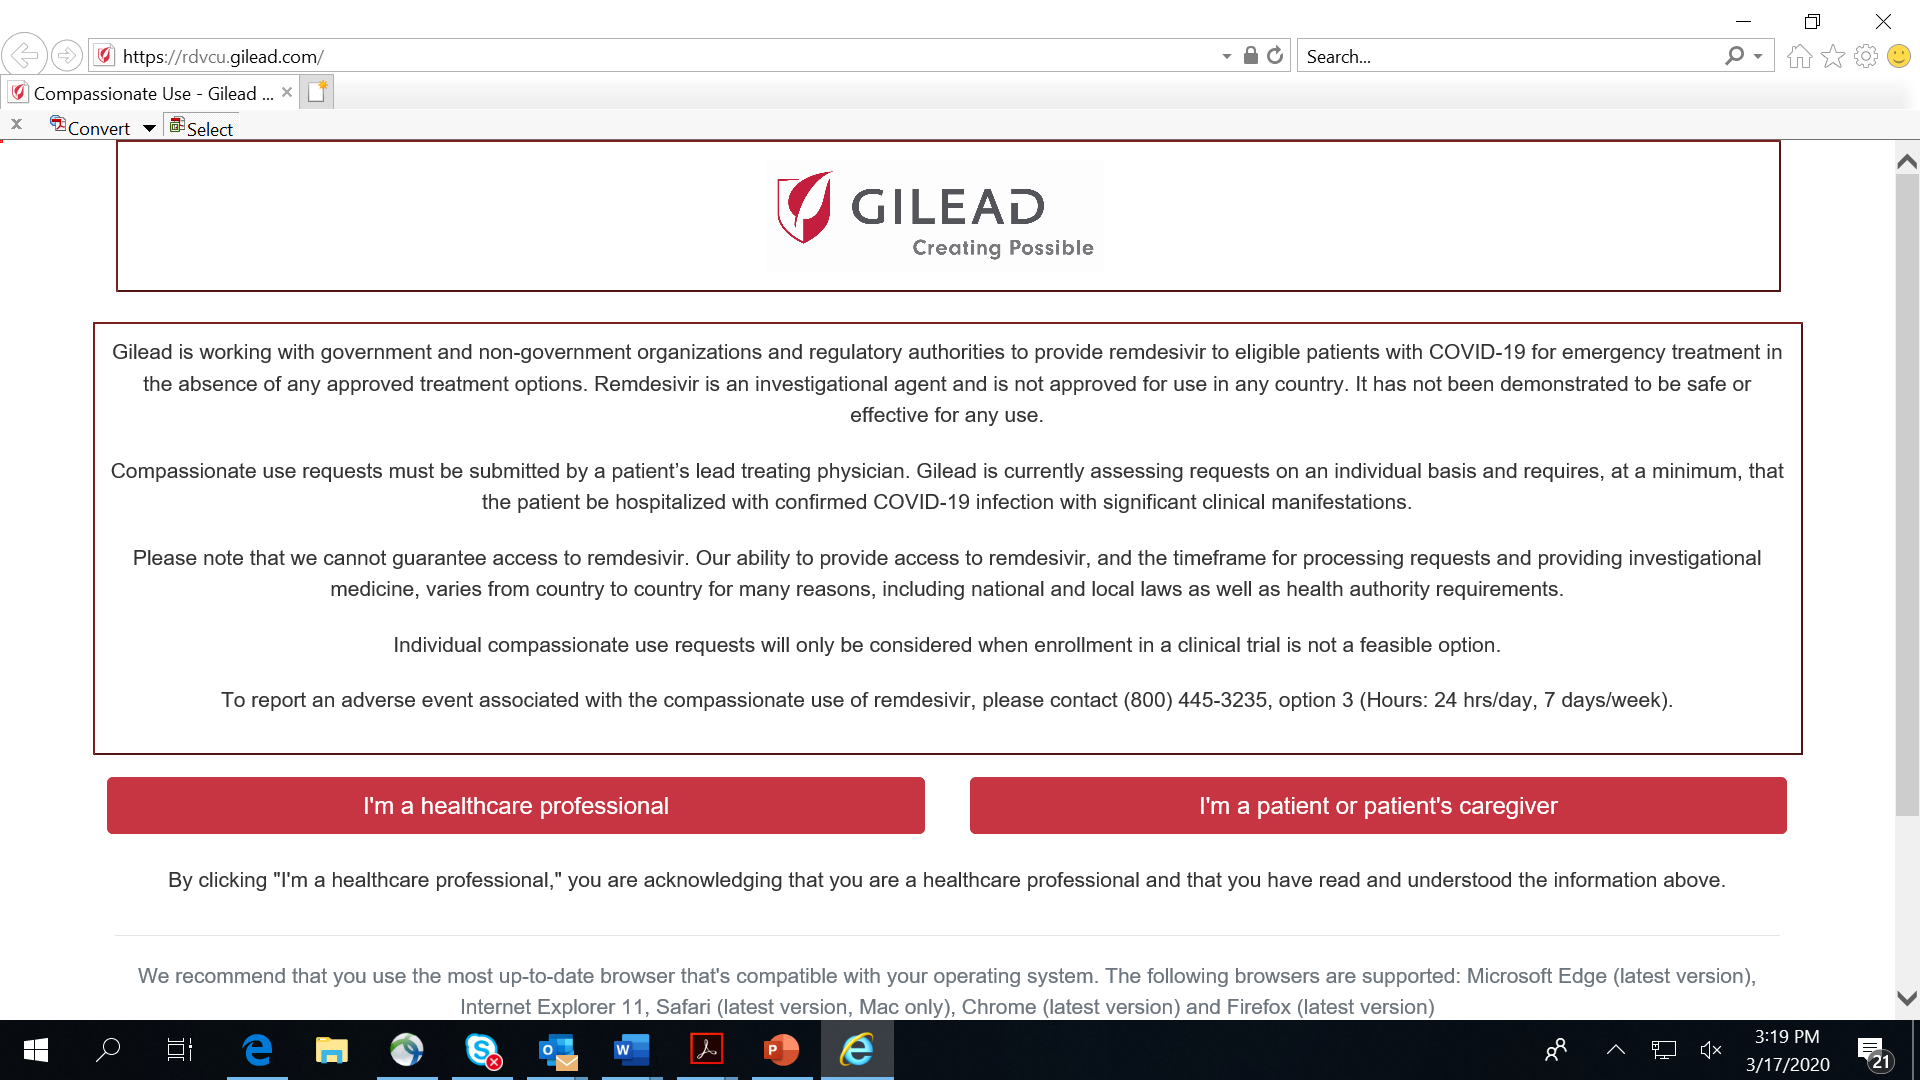 https://rdvcu.gilead.com/
Search...
Compassionate Use - Gilead ...
Convert
Select
GILEAD
Creating Possible
Gilead is working with government and non-government organizations and regulatory authorities to provide remdesivir to eligible patients with COVID-19 for emergency treatment in
the absence of any approved treatment options. Remdesivir is an investigational agent and is not approved for use in any country. It has not been demonstrated to be safe or
effective for any use.
Compassionate use requests must be submitted by a patient’s lead treating physician. Gilead is currently assessing requests on an individual basis and requires, at a minimum, that
the patient be hospitalized with confirmed COVID-19 infection with significant clinical manifestations.
Please note that we cannot guarantee access to remdesivir. Our ability to provide access to remdesivir, and the timeframe for processing requests and providing investigational
medicine, varies from country to country for many reasons, including national and local laws as well as health authority requirements.
Individual compassionate use requests will only be considered when enrollment in a clinical trial is not a feasible option.
To report an adverse event associated with the compassionate use of remdesivir, please contact (800) 445-3235, option 3 (Hours: 24 hrs/day, 7 days/week).
I'm a healthcare professional
I'm a patient or patient's caregiver
By clicking "I'm a healthcare professional," you are acknowledging that you are a healthcare professional and that you have read and understood the information above.
We recommend that you use the most up-to-date browser that's compatible with your operating system. The following browsers are supported: Microsoft Edge (latest version),
Internet Explorer 11, Safari (latest version, Mac only), Chrome (latest version) and Firefox (latest version)
3:19 PM
3/17/2020
21